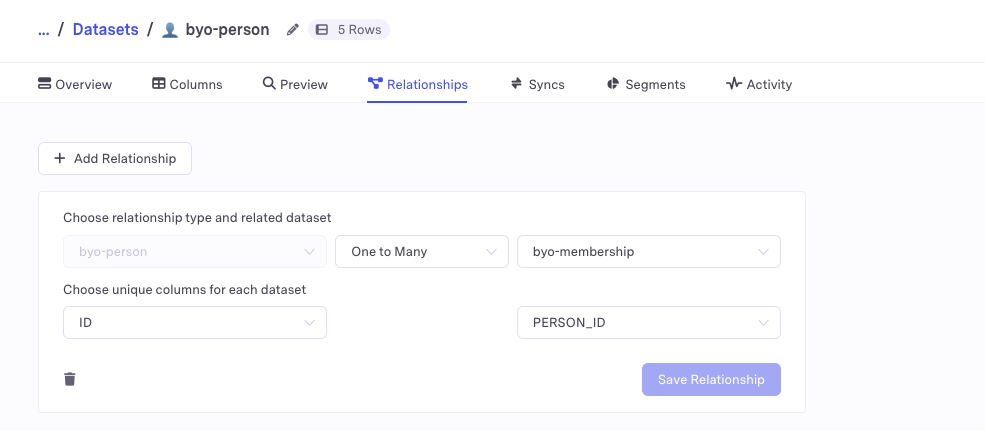 ... / Datasets / byo-person 5 Rows
Overview Columns Preview Relationships Syncs Segments Activity
+ Add Relationship
Choose relationship type and related dataset
byo-person One to Many byo-membership
Choose unique columns for each dataset
ID PERSON_ID
Save Relationship